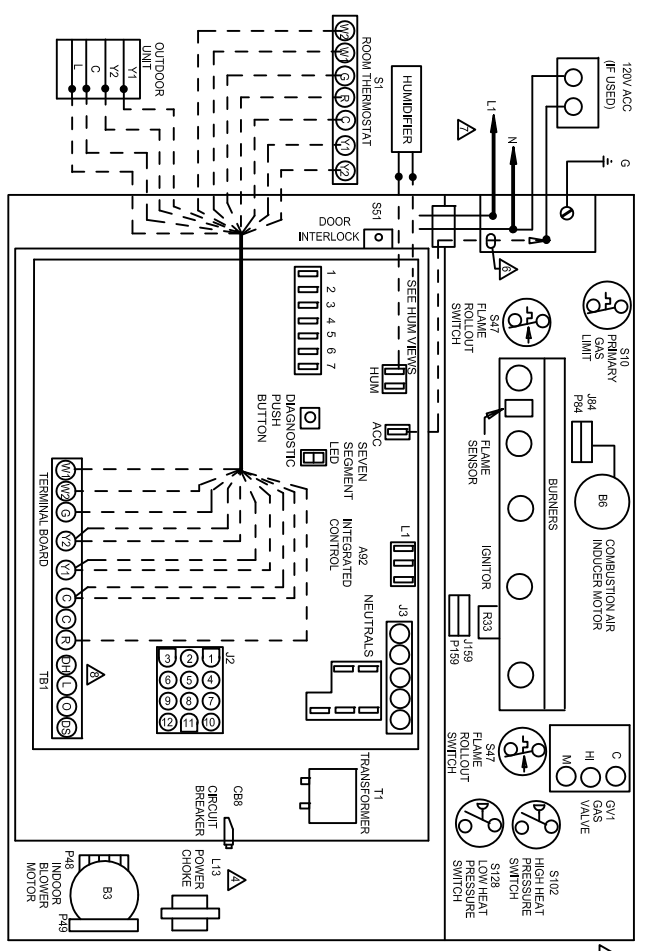 120V ACC
(IF USED)
L1
N
G
7
6
HUMIDIFIER
S1
ROOM THERMOSTAT
W2
W1
G
R
C
Y1
Y2
OUTDOOR
UNIT
Y1
Y2
C
L
S51
DOOR
INTERLOCK
SEE HUM VIEWS
HUM
ACC
1
2
3
4
5
6
7
DIAGNOSTIC
PUSH
BUTTON
SEVEN
SEGMENT
LED
A92
INTEGRATED
CONTROL
L1
J3
NEUTRALS
TERMINAL BOARD
TB1
W1
W2
G
Y2
Y1
C
C
R
DH
L
O
DS
8
J2
1
2
3
4
5
6
7
8
9
10
11
12
S10
PRIMARY
GAS
LIMIT
S47
FLAME
ROLLOUT
SWITCH
J84
P84
B6
COMBUSTION AIR
INDUCER MOTOR
BURNERS
FLAME
SENSOR
IGNITOR
R33
J159
P159
S47
FLAME
ROLLOUT
SWITCH
C
HI
M
GV1
GAS
VALVE
S102
HIGH HEAT
PRESSURE
SWITCH
S128
LOW HEAT
PRESSURE
SWITCH
T1
TRANSFORMER
CB8
CIRCUIT
BREAKER
4
L13
POWER
CHOKE
B3
P48
P49
INDOOR
BLOWER
MOTOR